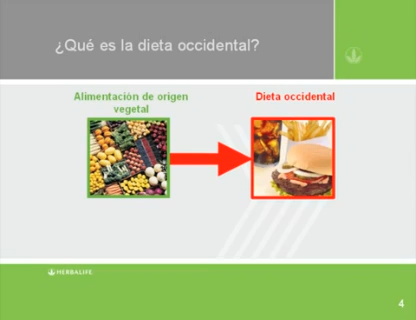 ¿Qué es la dieta occidental?
Alimentación de origen
vegetal
Dieta occidental
HERBALIFE
4